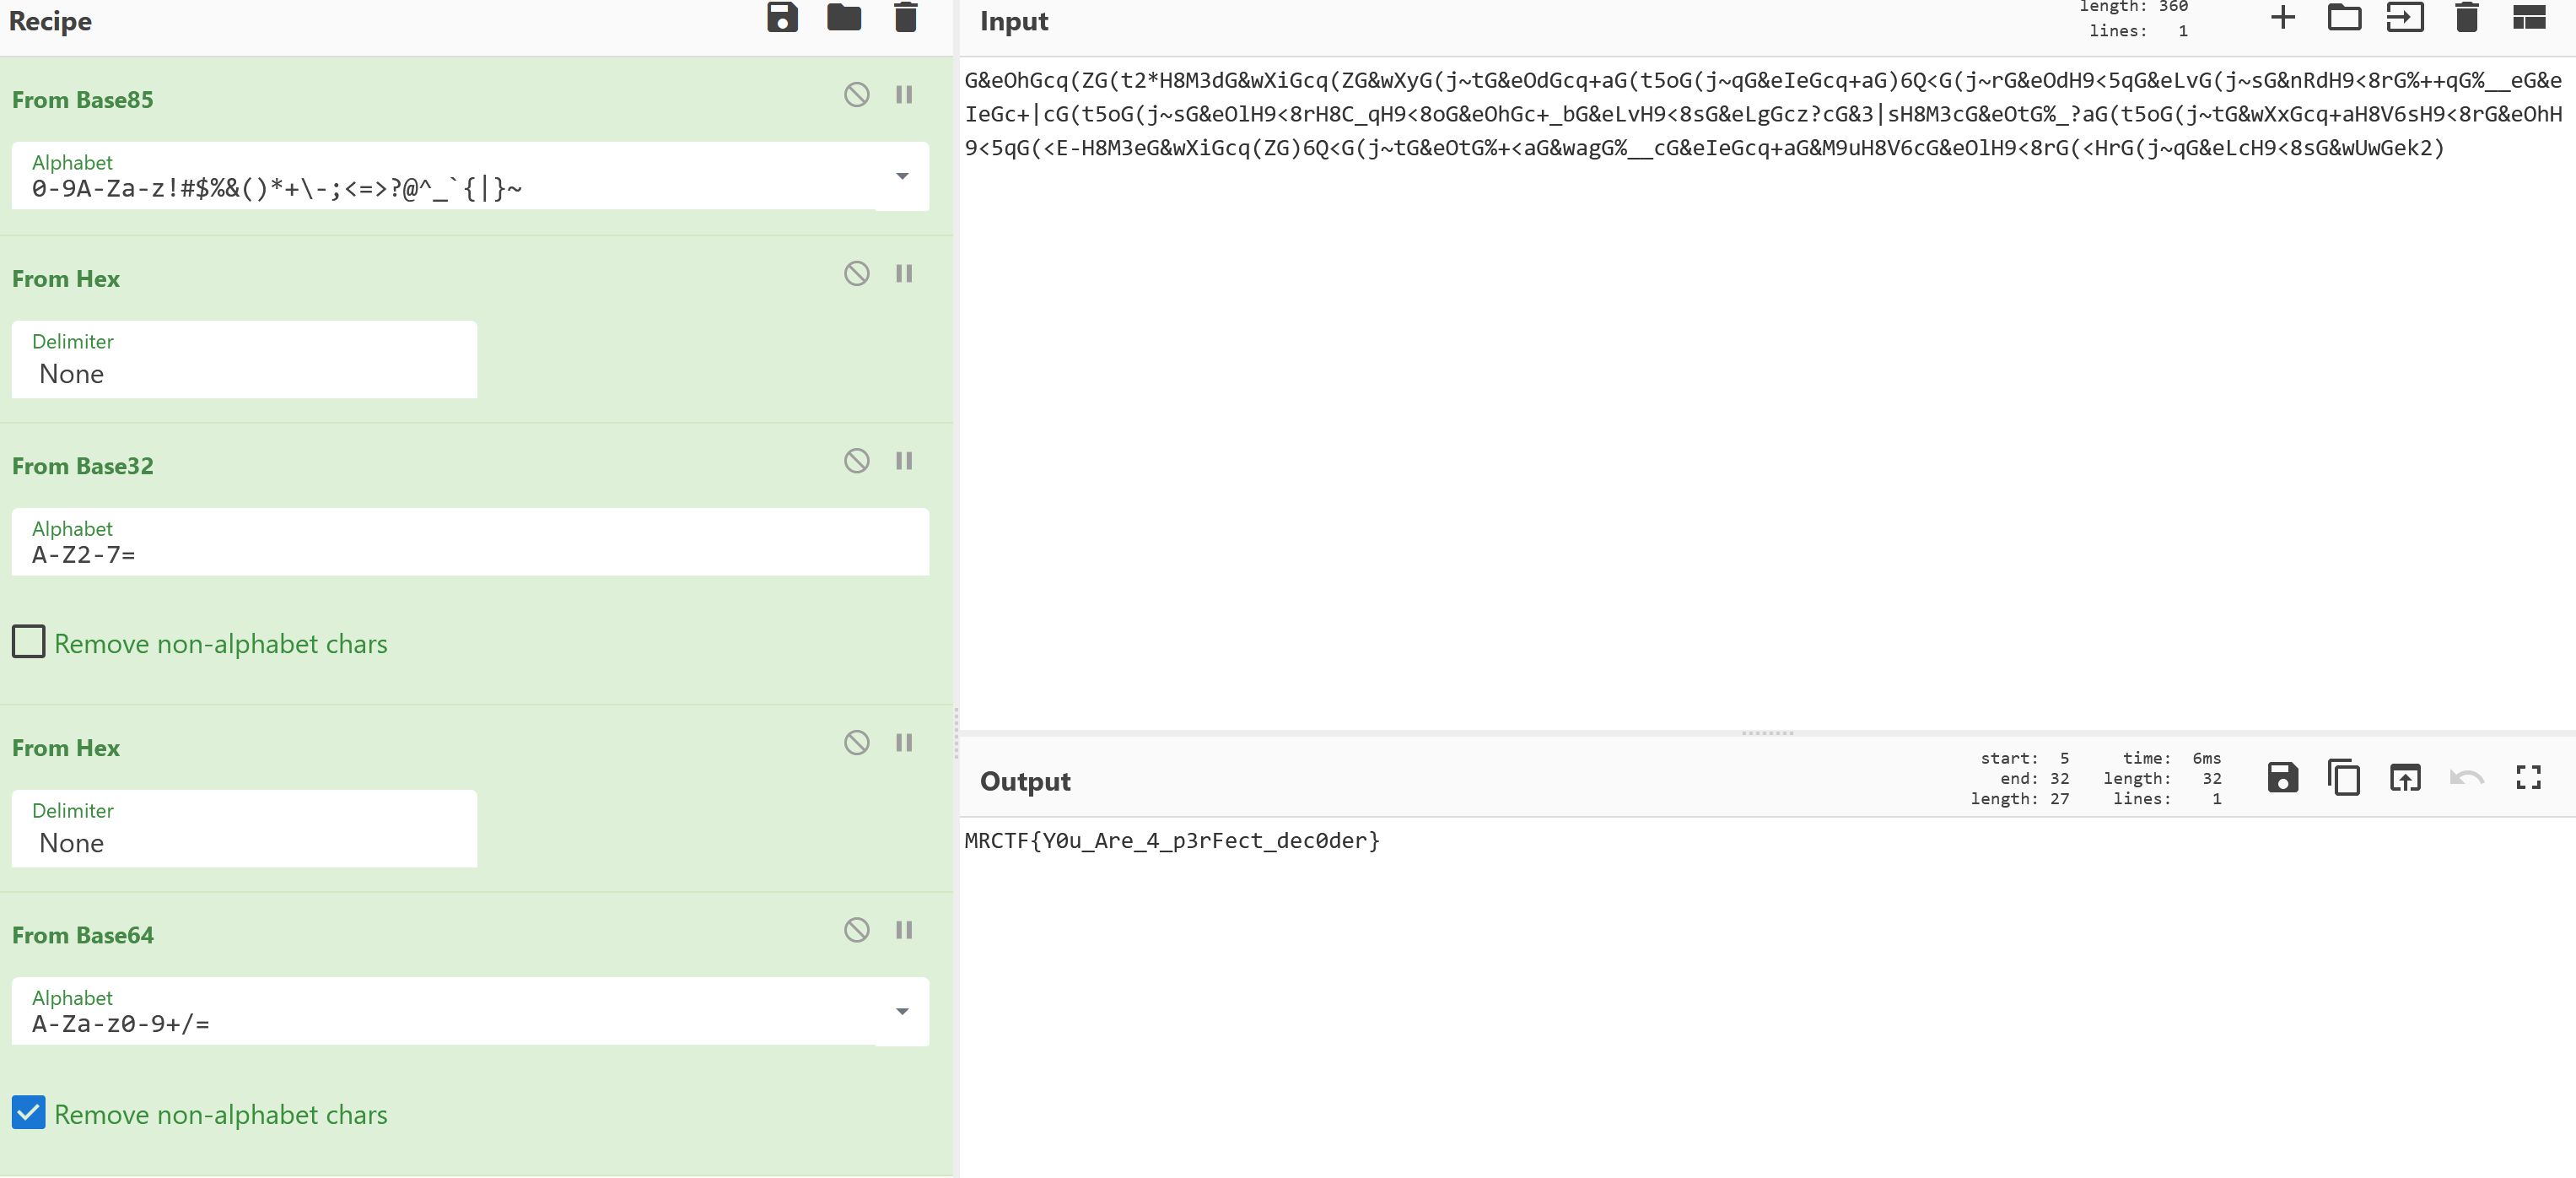 Recipe
From Base85
Alphabet
0-9A-Za-z!#$%&()*+\-;<=>?@^_`{|}~
From Hex
Delimiter
None
From Base32
Alphabet
A-Z2-7=
Remove non-alphabet chars
From Hex
Delimiter
None
From Base64
Alphabet
A-Za-z0-9+/=
Remove non-alphabet chars
Input
length: 360
lines: 1
G&eOhGcq(ZG(t2*H8M3dG&wXiGcq(ZG&wXyG(j~tG&eOdGcq+aG(t5oG(j~qG&eIeGcq+aG)6Q<G(j~rG&eOdH9<5qG&eLvG(j~sG&nRdH9<8rG%++qG%__eG&e
IeGc+|cG(t5oG(j~sG&eOlH9<8rH8C_qH9<8oG&eOhGc+_bG&eLvH9<8sG&eLgGcz?cG&3|sH8M3cG&eOtG%_?aG(t5oG(j~tG&wXxGcq+aH8V6sH9<8rG&eOhH
9<5qG(<E-H8M3eG&wXiGcq(ZG)6Q<G(j~tG&eOtG%+<aG&wagG%__cG&eIeGcq+aG&M9uH8V6cG&eOlH9<8rG(<HrG(j~qG&eLcH9<8sG&wUwGek2)
Output
start: 5
end: 32
length: 27
time: 6ms
length: 32
lines: 1
MRCTF{Y0u_Are_4_p3rFect_dec0der}